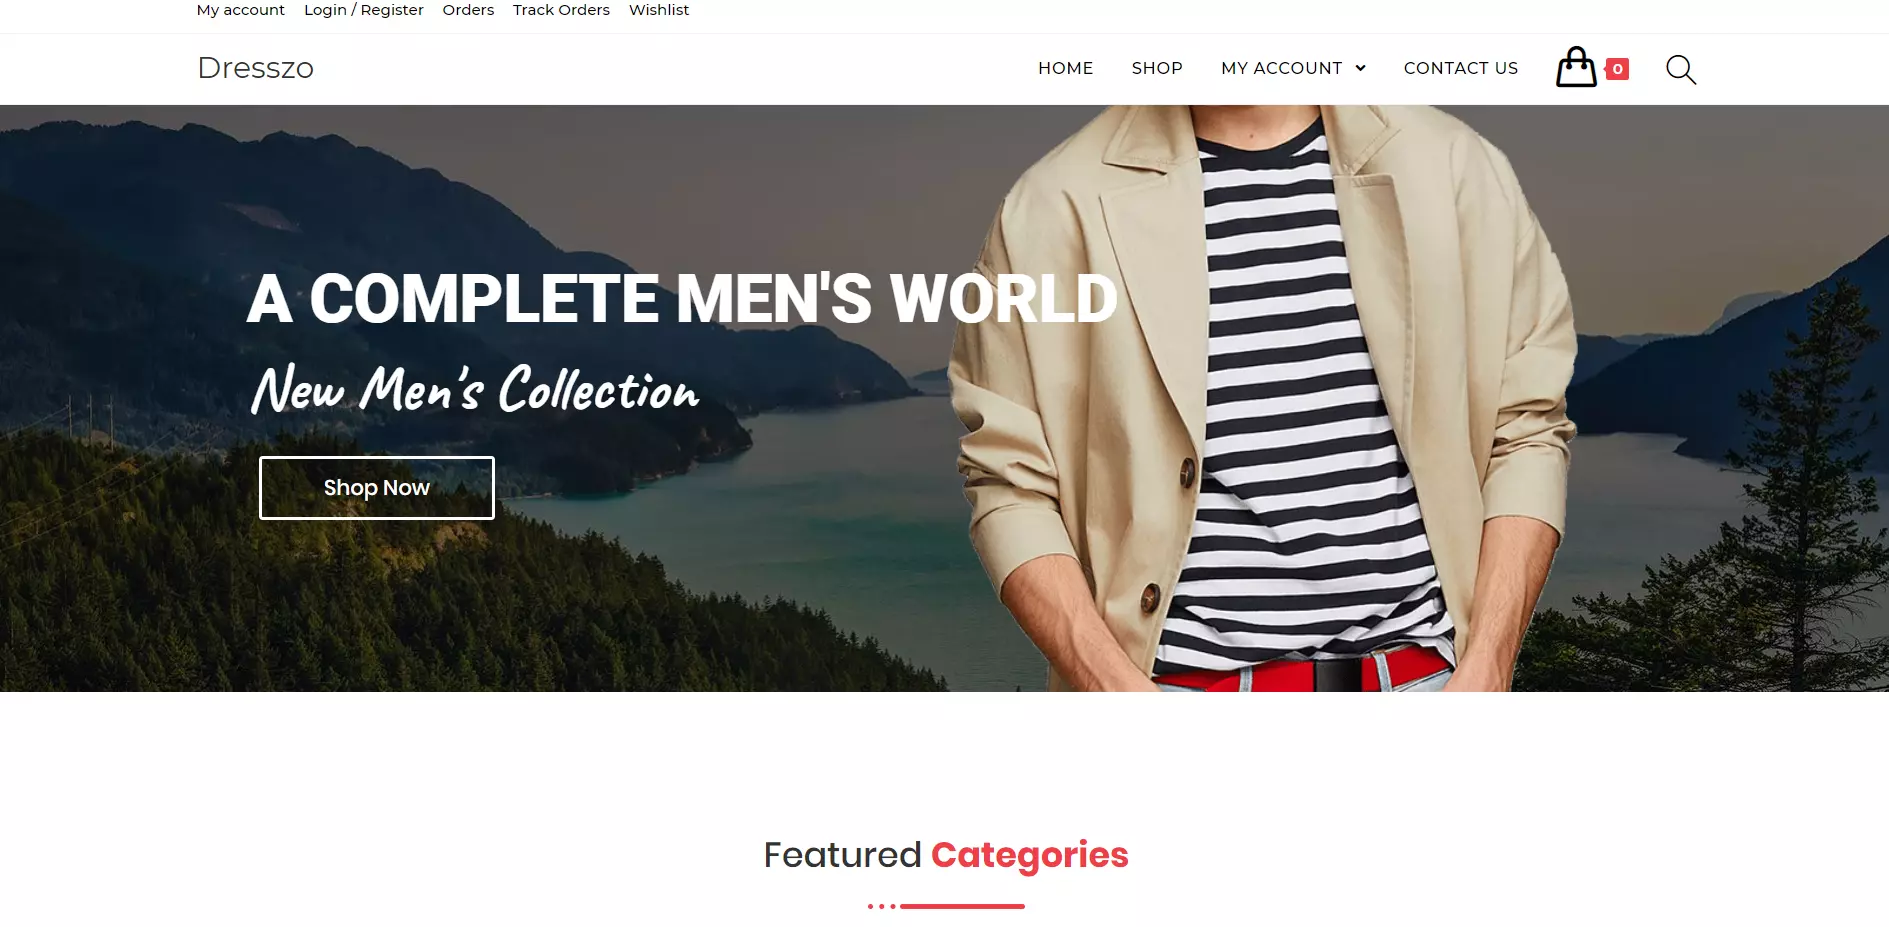 My account Login / Register Orders Track Orders Wishlist
Dresszo HOME SHOP MY ACCOUNT CONTACT US 0
A COMPLETE MEN'S WORLD
New Men's Collection
Shop Now
Featured Categories